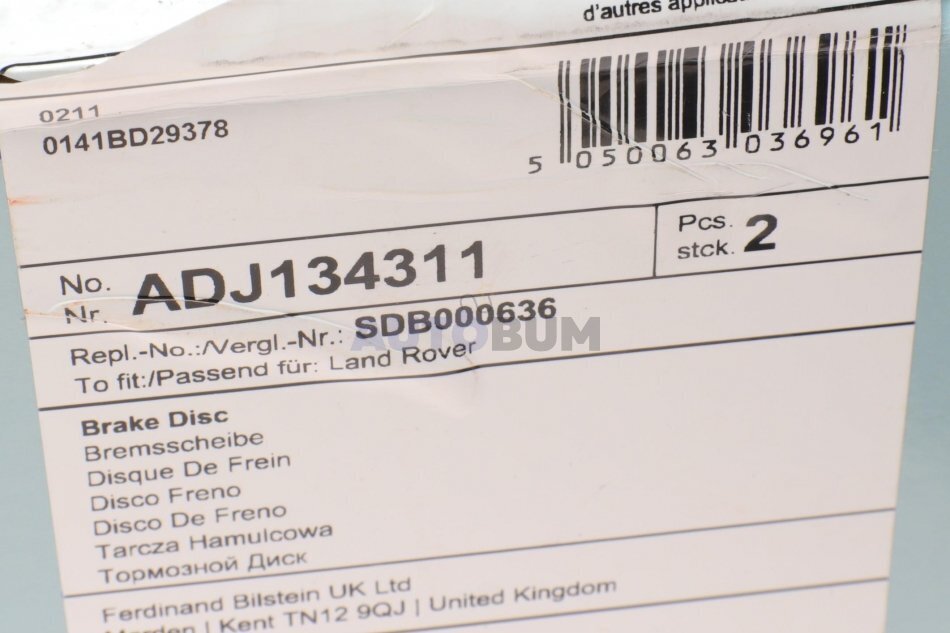 d'autres
0211
0141BD29378
5 050063 036961
No. ADJ134311
Nr.
Pcs. 2
stck.
Repl.-No.:/Vergl.-Nr.: SDB000636
To fit:/Passend für: Land Rover
AUTOBUM
Brake Disc
Bremsscheibe
Disque De Frein
Disco Freno
Disco De Freno
Tarcza Hamulcowa
Тормозной Диск
Ferdinand Bilstein UK Ltd
Marden | Kent TN12 9QJ | United Kingdom